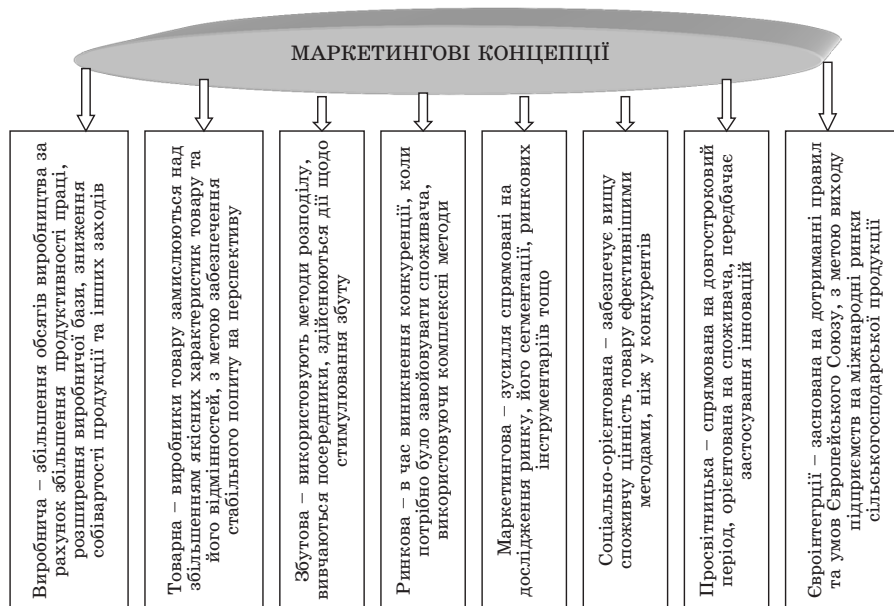 МАРКЕТИНГОВІ КОНЦЕПЦІЇ
Виробнича – збільшення обсягів виробництва за
рахунок збільшення продуктивності праці,
розширення виробничої бази, зниження
собівартості продукції та інших заходів
Товарна – виробники товару замислюються над
збільшенням якісних характеристик товару та
його відмінностей, з метою забезпечення
стабільного попиту на перспективу
Збутова – використовують методи розподілу,
вивчаються посередники, здійснюються дії щодо
стимулювання збуту
Ринкова – в час виникнення конкуренції, коли
потрібно було завойовувати споживача,
використовуючи комплексні методи
Маркетингова – зусилля спрямовані на
дослідження ринку, його сегментації, ринкових
інструментаріїв тощо
Соціально-орієнтована – забезпечує вищу
споживчу цінність товару ефективнішими
методами, ніж у конкурентів
Просвітницька – спрямована на довгостроковий
період, орієнтована на споживача, передбачає
застосування інновацій
Євроінтегрції – заснована на дотриманні правил
та умов Європейського Союзу, з метою виходу
підприємств на міжнародні ринки
сільськогосподарської продукції